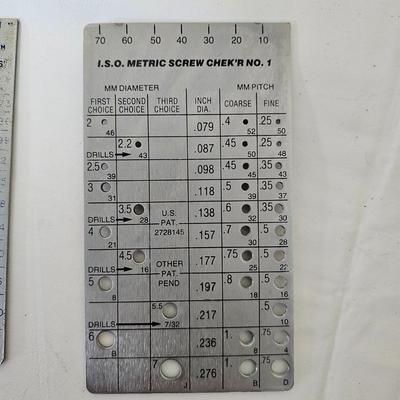 70 60 50 40 30 20 10
I.S.O. METRIC SCREW CHEK'R NO. 1
MM DIAMETER MM PITCH
FIRST CHOICE SECOND CHOICE THIRD CHOICE INCH DIA. COARSE FINE
2 46 .079 .4 52 .25 50
DRILLS 2.2 43 .087 .45 50 .25 48
2.5 39 .098 .45 45 .35 43
3 31 .118 .5 39 .35 37
DRILLS 3.5 28 U.S. .138 .6 32 .35 30
4 21 PAT. 2728145 .157 .7 30 .5 28
DRILLS 4.5 16 OTHER .177 .75 25 .5 22
5 8 PAT. PEND .197 .8 18 .5 16
DRILLS 5.5 7/32 .217 .5 10
6 B .236 1. 8 .75 4
7 J .276 1. B .75 D